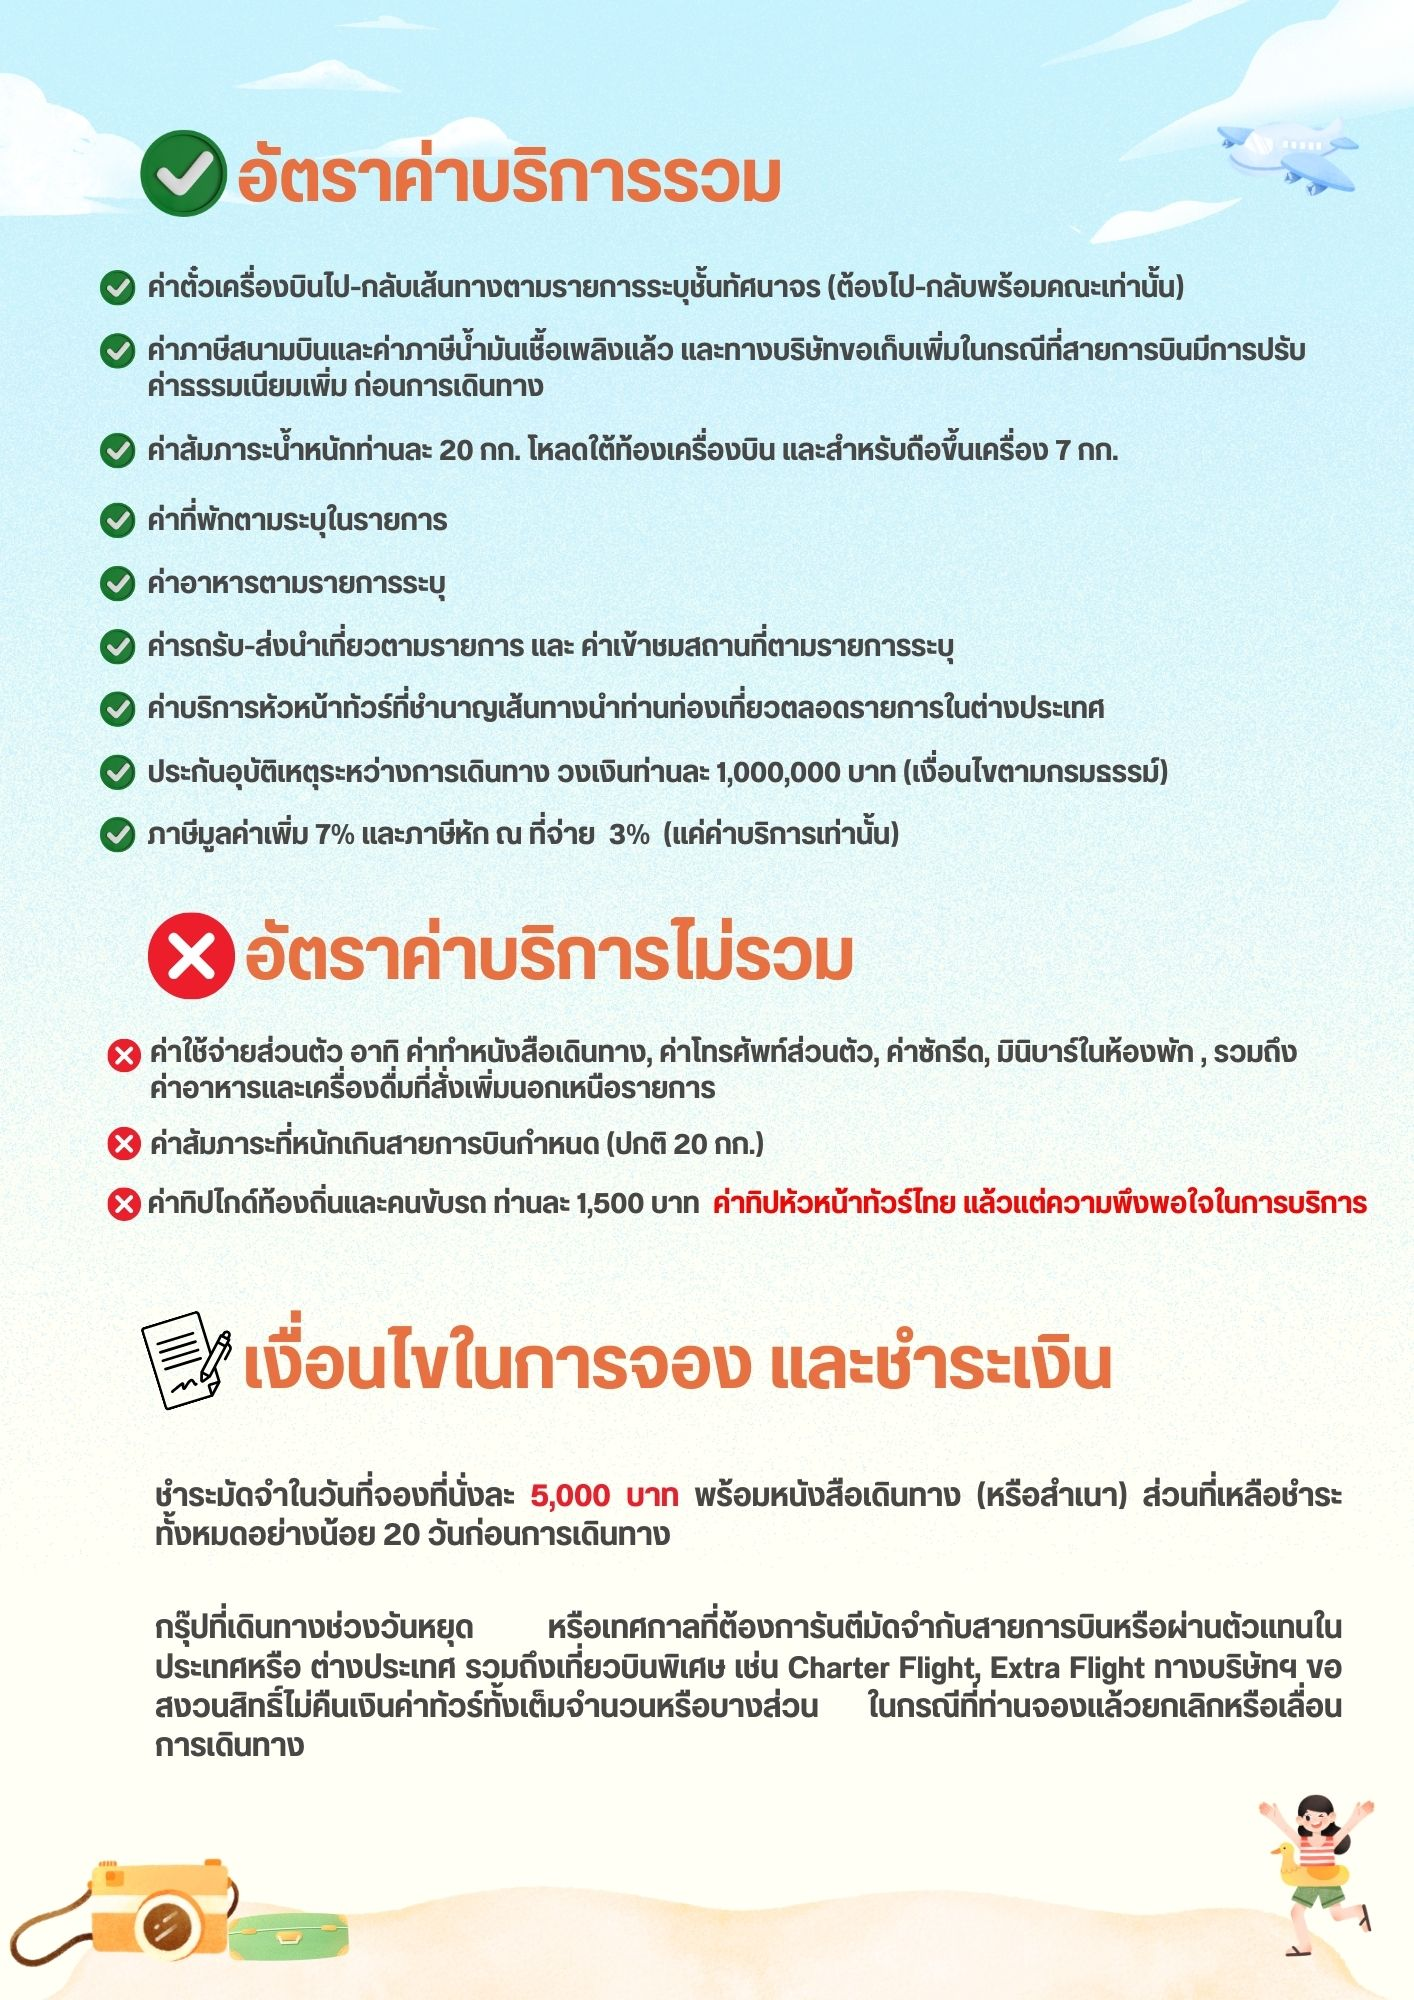 อัตราค่าบริการรวม
ค่าตั๋วเครื่องบินไป-กลับเส้นทางตามรายการระบุชั้นทัศนาจร (ต้องไป-กลับพร้อมคณะเท่านั้น)
ค่าภาษีสนามบินและค่าภาษีน้ำมันเชื้อเพลิงแล้ว และทางบริษัทขอเก็บเพิ่มในกรณีที่สายการบินมีการปรับ
ค่าธรรมเนียมเพิ่ม ก่อนการเดินทาง
ค่าสัมภาระน้ำหนักท่านละ 20 กก. โหลดใต้ท้องเครื่องบิน และสำหรับถือขึ้นเครื่อง 7 กก.
ค่าที่พักตามระบุในรายการ
ค่าอาหารตามรายการระบุ
ค่ารถรับ-ส่งนำเที่ยวตามรายการ และ ค่าเข้าชมสถานที่ตามรายการระบุ
ค่าบริการหัวหน้าทัวร์ที่ชำนาญเส้นทางนำท่านท่องเที่ยวตลอดรายการในต่างประเทศ
ประกันอุบัติเหตุระหว่างการเดินทาง วงเงินท่านละ 1,000,000 บาท (เงื่อนไขตามกรมธรรม์)
ภาษีมูลค่าเพิ่ม 7% และภาษีหัก ณ ที่จ่าย 3% (แค่ค่าบริการเท่านั้น)
อัตราค่าบริการไม่รวม
ค่าใช้จ่ายส่วนตัว อาทิ ค่าทำหนังสือเดินทาง, ค่าโทรศัพท์ส่วนตัว, ค่าซักรีด, มินิบาร์ในห้องพัก , รวมถึง
ค่าอาหารและเครื่องดื่มที่สั่งเพิ่มนอกเหนือรายการ
ค่าสัมภาระที่หนักเกินสายการบินกำหนด (ปกติ 20 กก.)
ค่าทิปไกด์ท้องถิ่นและคนขับรถ ท่านละ 1,500 บาท ค่าทิปหัวหน้าทัวร์ไทย แล้วแต่ความพึงพอใจในการบริการ
เงื่อนไขในการจอง และชำระเงิน
ชำระมัดจำในวันที่จองที่นั่งละ 5,000 บาท พร้อมหนังสือเดินทาง (หรือสำเนา) ส่วนที่เหลือชำระ
ทั้งหมดอย่างน้อย 20 วันก่อนการเดินทาง
กรุ๊ปที่เดินทางช่วงวันหยุด หรือเทศกาลที่ต้องการันตีมัดจำกับสายการบินหรือผ่านตัวแทนใน
ประเทศหรือ ต่างประเทศ รวมถึงเที่ยวบินพิเศษ เช่น Charter Flight, Extra Flight ทางบริษัทฯ ขอ
สงวนสิทธิ์ไม่คืนเงินค่าทัวร์ทั้งเต็มจำนวนหรือบางส่วน ในกรณีที่ท่านจองแล้วยกเลิกหรือเลื่อน
การเดินทาง